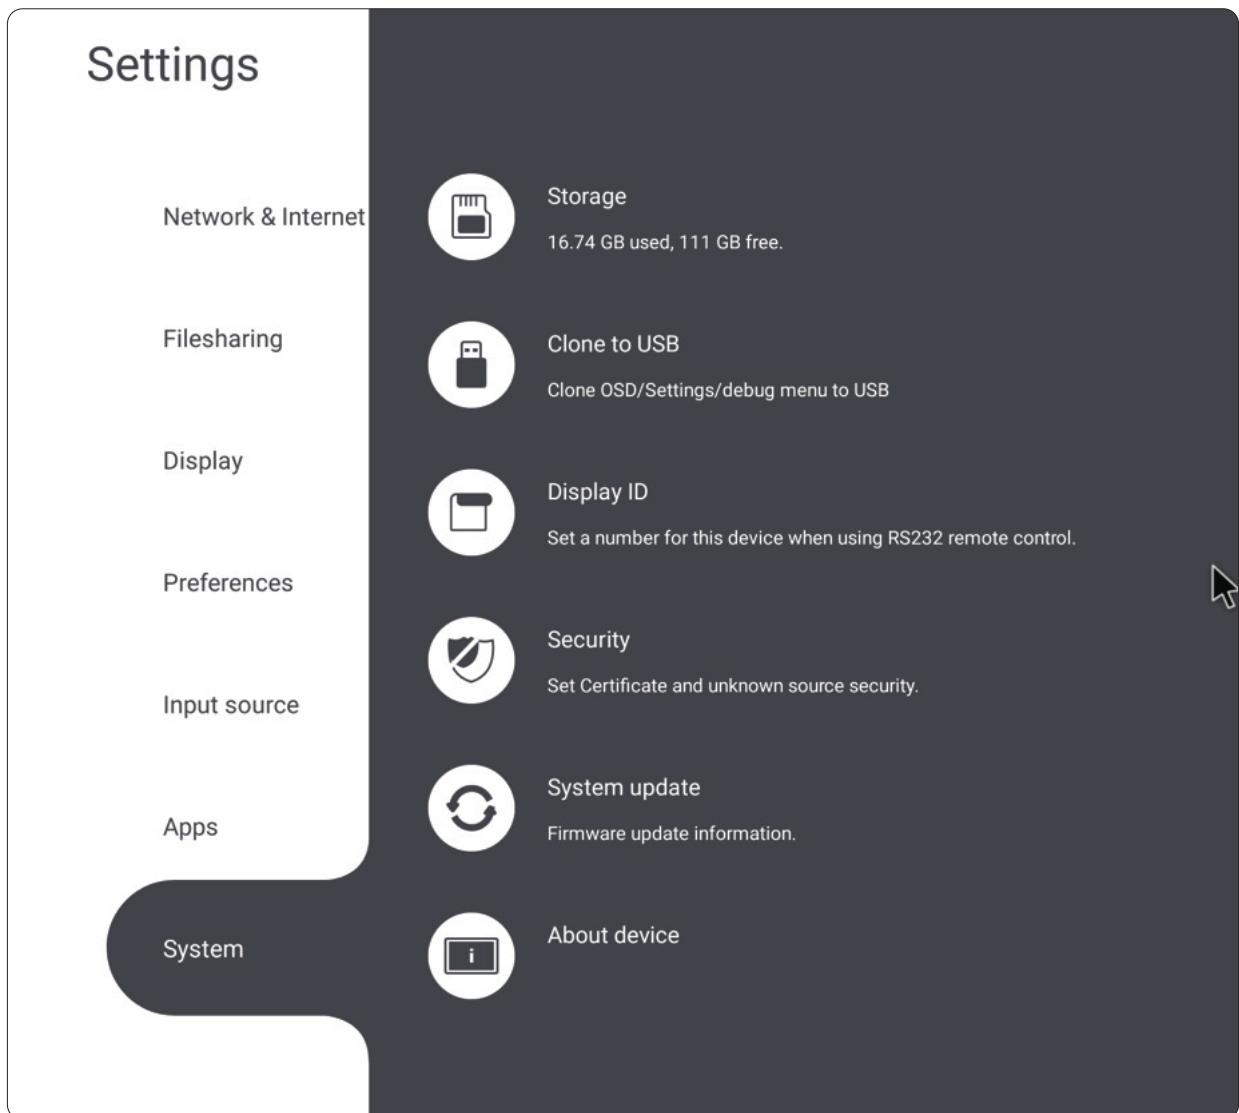 Settings
Network & Internet
Filesharing
Display
Preferences
Input source
Apps
System
Storage
16.74 GB used, 111 GB free.
Clone to USB
Clone OSD/Settings/debug menu to USB
Display ID
Set a number for this device when using RS232 remote control.
Security
Set Certificate and unknown source security.
System update
Firmware update information.
About device
i